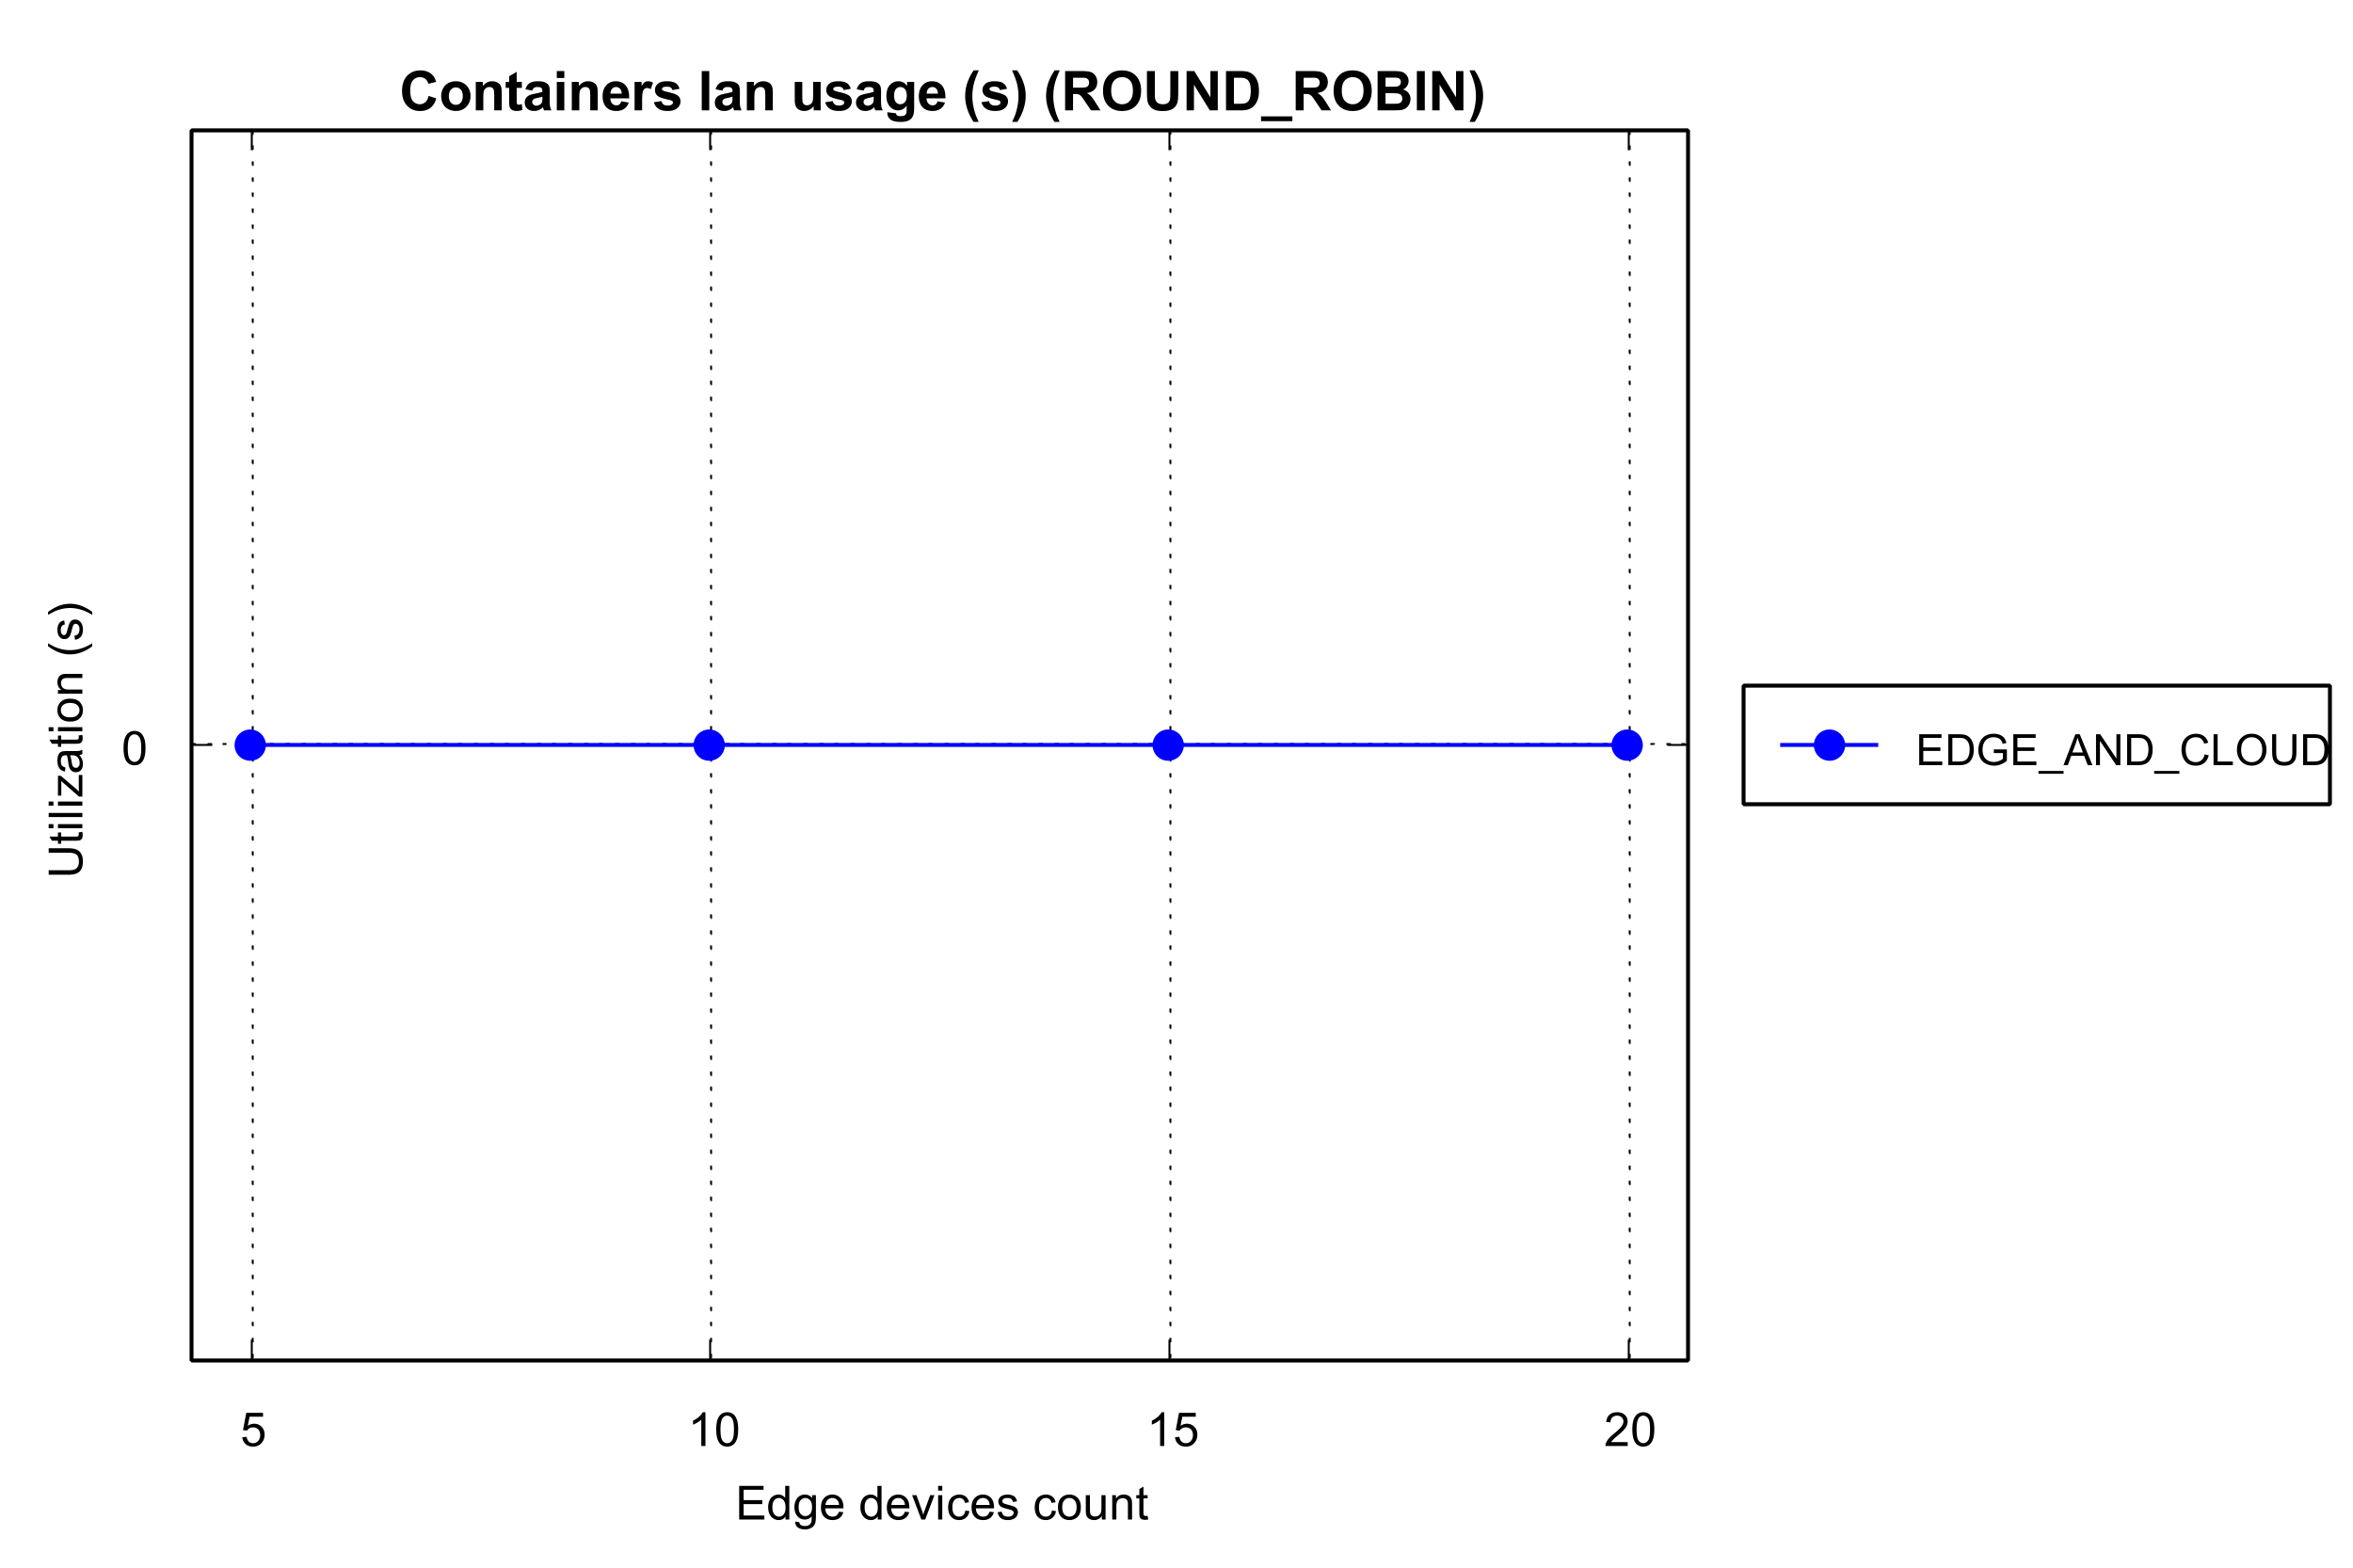 Containers lan usage (s) (ROUND_ROBIN)
Utilization (s)
0
EDGE_AND_CLOUD
5
10
15
20
Edge devices count